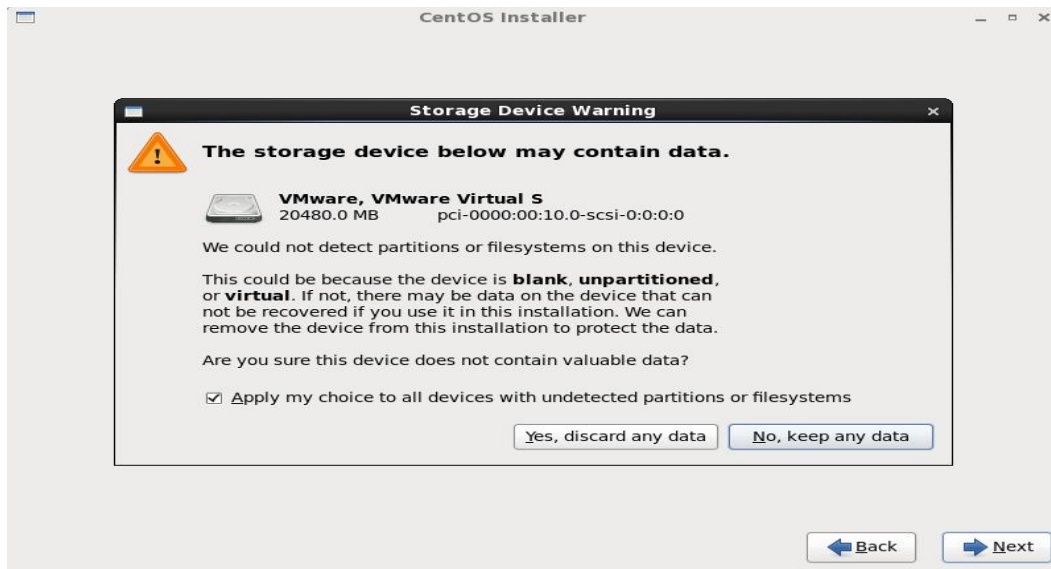 CentOS Installer
Storage Device Warning
The storage device below may contain data.
VMware, VMware Virtual S
20480.0 MB pci-0000:00:10.0-scsi-0:0:0:0
We could not detect partitions or filesystems on this device.
This could be because the device is blank, unpartitioned,
or virtual. If not, there may be data on the device that can
not be recovered if you use it in this installation. We can
remove the device from this installation to protect the data.
Are you sure this device does not contain valuable data?
Apply my choice to all devices with undetected partitions or filesystems
Yes, discard any data No, keep any data
Back Next